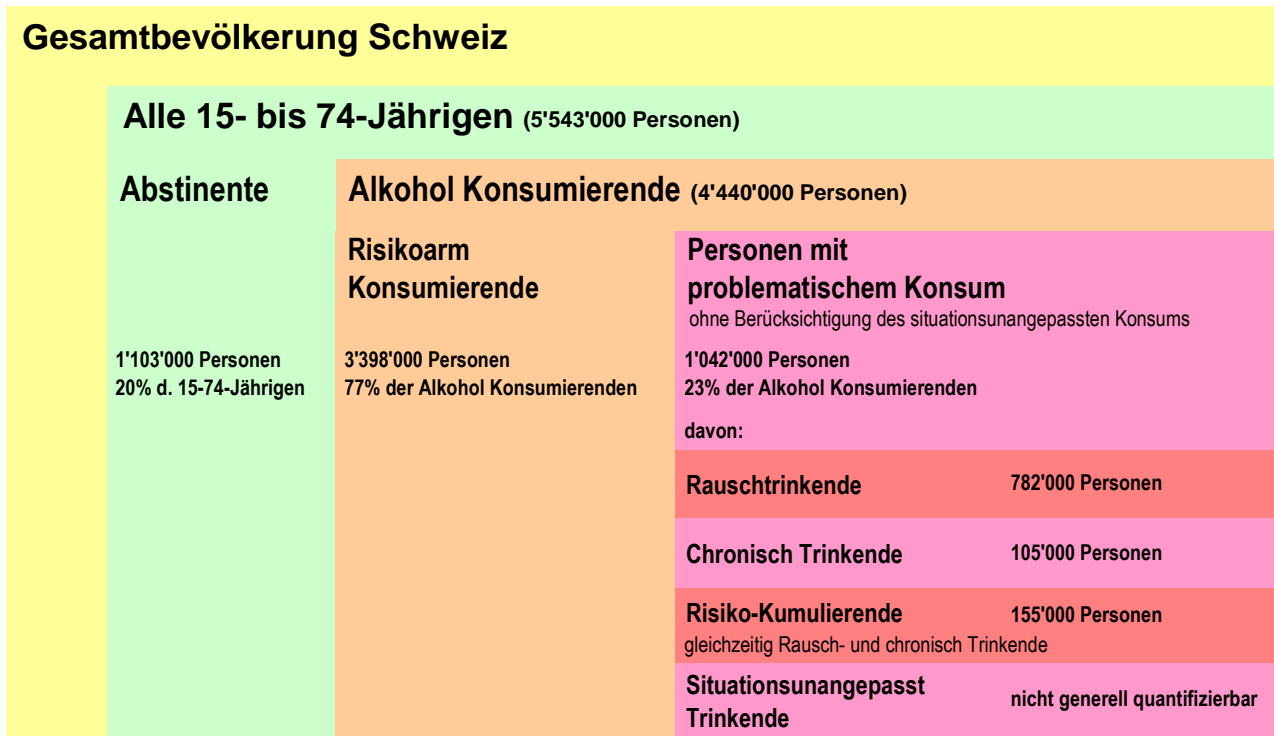 Gesamtbevölkerung Schweiz
Alle 15- bis 74-Jährigen (5'543'000 Personen)
Abstinente
Alkohol Konsumierende (4'440'000 Personen)
Risikoarm
Konsumierende
Personen mit
problematischem Konsum
ohne Berücksichtigung des situationsunangepassten Konsums
1'103'000 Personen
20% d. 15-74-Jährigen
3'398'000 Personen
77% der Alkohol Konsumierenden
1'042'000 Personen
23% der Alkohol Konsumierenden
davon:
Rauschtrinkende 782'000 Personen
Chronisch Trinkende 105'000 Personen
Risiko-Kumulierende 155'000 Personen
gleichzeitig Rausch- und chronisch Trinkende
Situationsunangepasst
Trinkende
nicht generell quantifizierbar